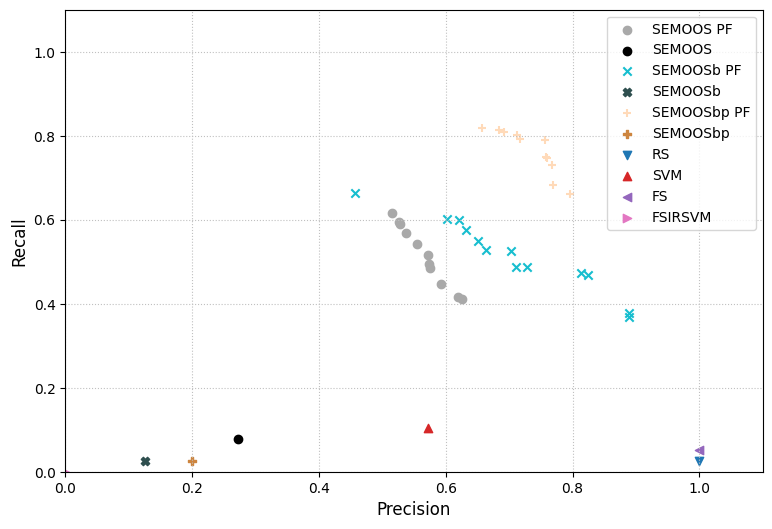 SEMOOS PF
SEMOOS
SEMOOSb PF
SEMOOSb
SEMOOSbp PF
SEMOOSbp
RS
SVM
FS
FSIRSVM
1.0
0.8
0.6
0.4
0.2
0.0
Recall
0.0 0.2 0.4 0.6 0.8 1.0
Precision